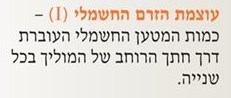 עוצמת הזרם החשמלי (I) –
כמות המטען החשמלי העוברת
דרך חתך הרוחב של המוליך בכל
שנייה.